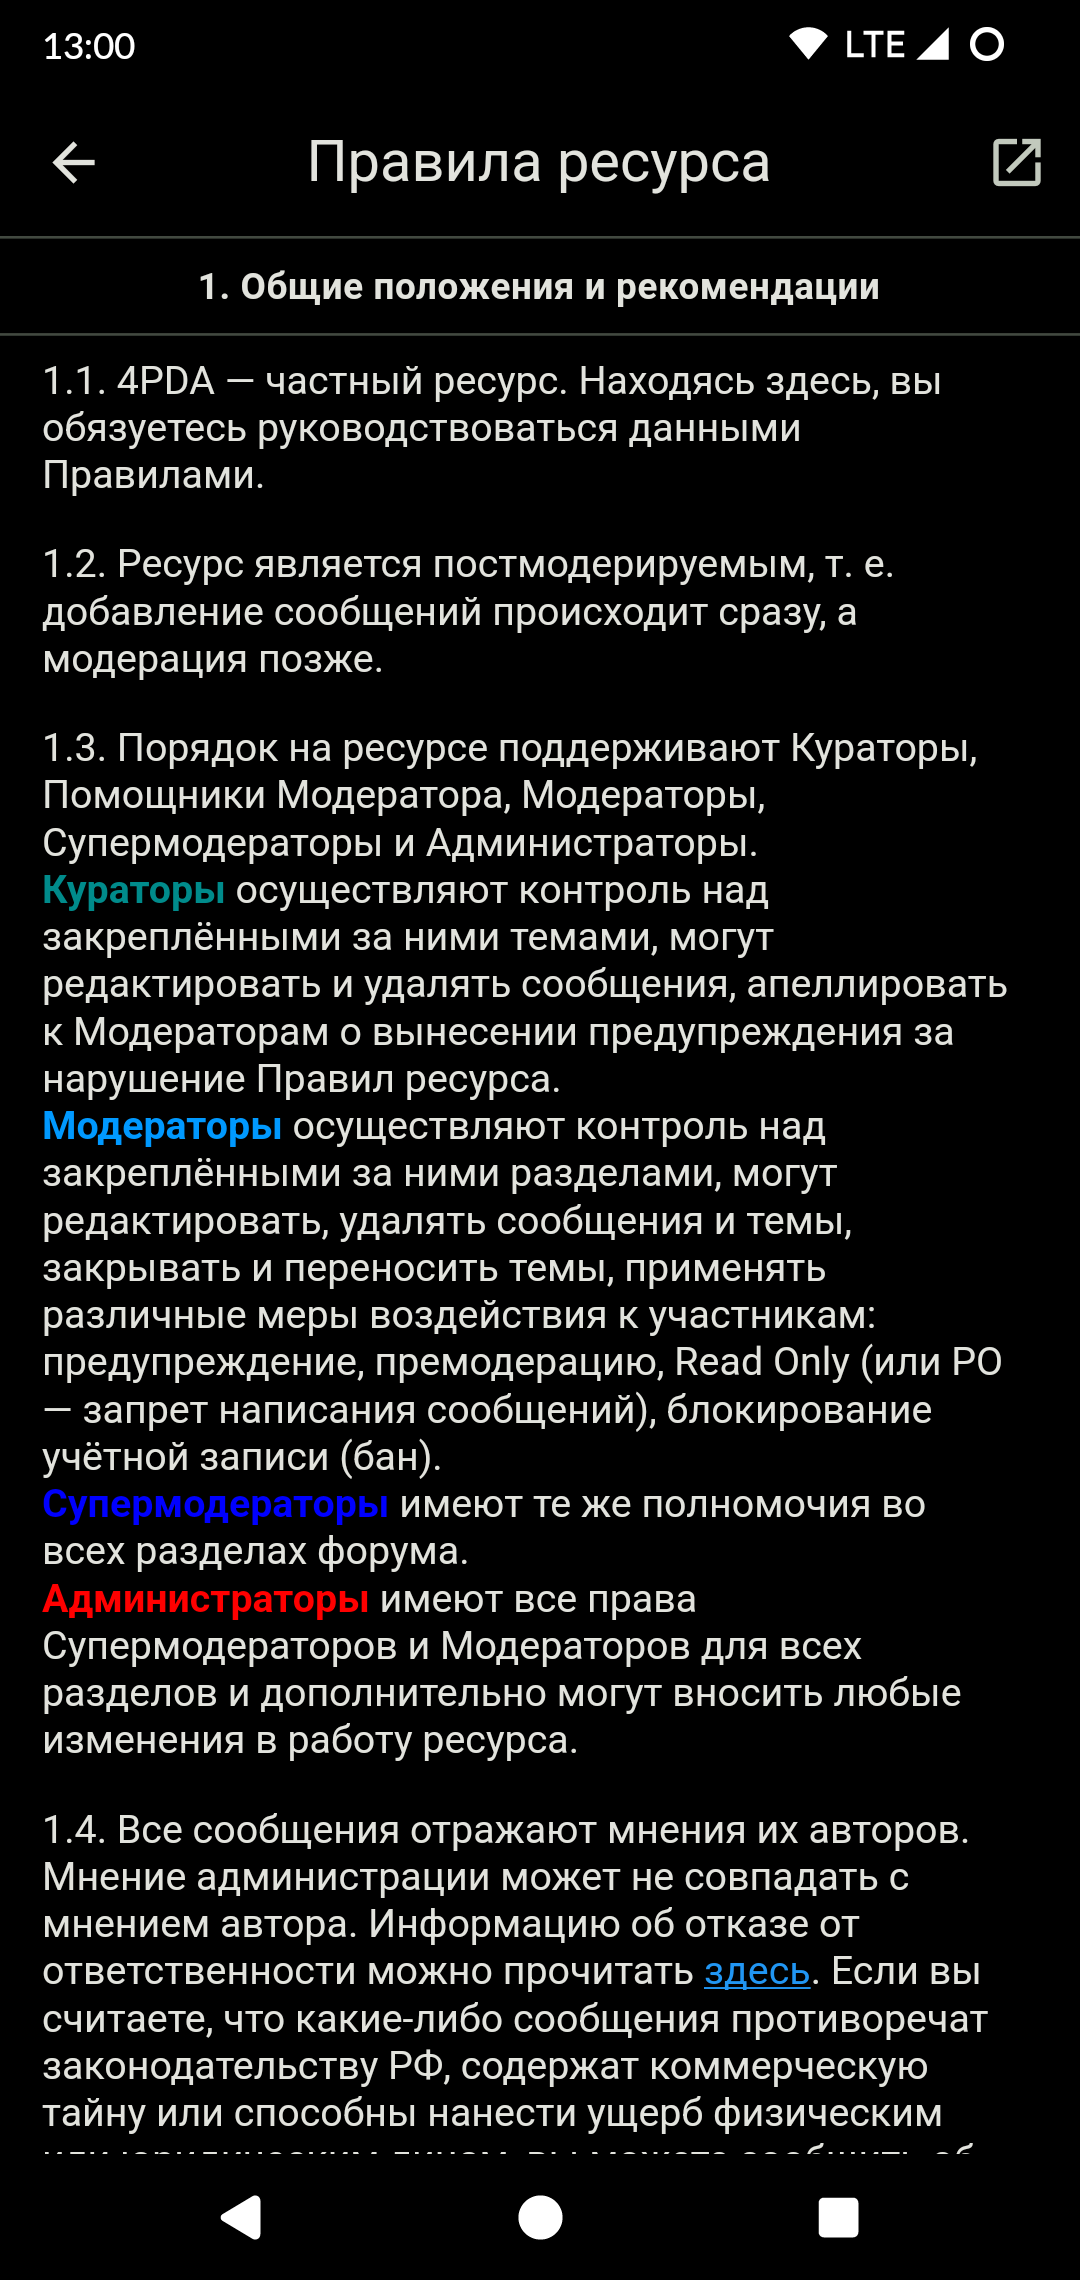 13:00
LTE
Правила ресурса
1. Общие положения и рекомендации
1.1. 4PDA — частный ресурс. Находясь здесь, вы
обязуетесь руководствоваться данными
Правилами.
1.2. Ресурс является постмодерируемым, т. е.
добавление сообщений происходит сразу, а
модерация позже.
1.3. Порядок на ресурсе поддерживают Кураторы,
Помощники Модератора, Модераторы,
Супермодераторы и Администраторы.
Кураторы осуществляют контроль над
закреплёнными за ними темами, могут
редактировать и удалять сообщения, апеллировать
к Модераторам о вынесении предупреждения за
нарушение Правил ресурса.
Модераторы осуществляют контроль над
закреплёнными за ними разделами, могут
редактировать, удалять сообщения и темы,
закрывать и переносить темы, применять
различные меры воздействия к участникам:
предупреждение, премодерацию, Read Only (или РО
— запрет написания сообщений), блокирование
учётной записи (бан).
Супермодераторы имеют те же полномочия во
всех разделах форума.
Администраторы имеют все права
Супермодераторов и Модераторов для всех
разделов и дополнительно могут вносить любые
изменения в работу ресурса.
1.4. Все сообщения отражают мнения их авторов.
Мнение администрации может не совпадать с
мнением автора. Информацию об отказе от
ответственности можно прочитать здесь. Если вы
считаете, что какие-либо сообщения противоречат
законодательству РФ, содержат коммерческую
тайну или способны нанести ущерб физическим
или юридическим лицам, вы можете сообщить об